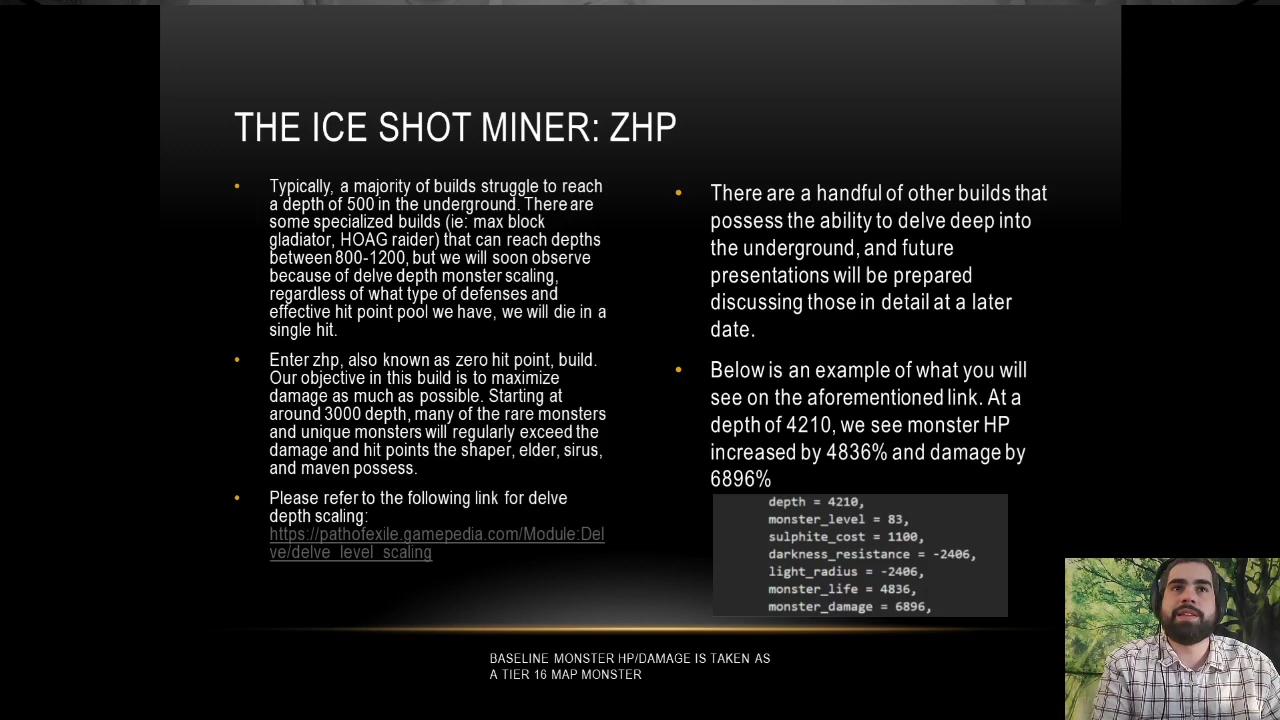 THE ICE SHOT MINER: ZHP
Typically, a majority of builds struggle to reach
a depth of 500 in the underground. There are
some specialized builds (ie: max block
gladiator, HOAG raider) that can reach depths
between 800-1200, but we will soon observe
because of delve depth monster scaling,
regardless of what type of defenses and
effective hit point pool we have, we will die in a
single hit.
Enter zhp, also known as zero hit point, build.
Our objective in this build is to maximize
damage as much as possible. Starting at
around 3000 depth, many of the rare monsters
and unique monsters will regularly exceed the
damage and hit points the shaper, elder, sirus,
and maven possess.
Please refer to the following link for delve
depth scaling:
https://pathofexile.gamepedia.com/Module:Del
ve/delve_level_scaling
There are a handful of other builds that
possess the ability to delve deep into
the underground, and future
presentations will be prepared
discussing those in detail at a later
date.
Below is an example of what you will
see on the aforementioned link. At a
depth of 4210, we see monster HP
increased by 4836% and damage by
6896%
depth = 4210,
monster_level = 83,
sulphite_cost = 1100,
darkness_resistance = -2406,
light_radius = -2406,
monster_life = 4836,
monster_damage = 6896,
BASELINE MONSTER HP/DAMAGE IS TAKEN AS
A TIER 16 MAP MONSTER